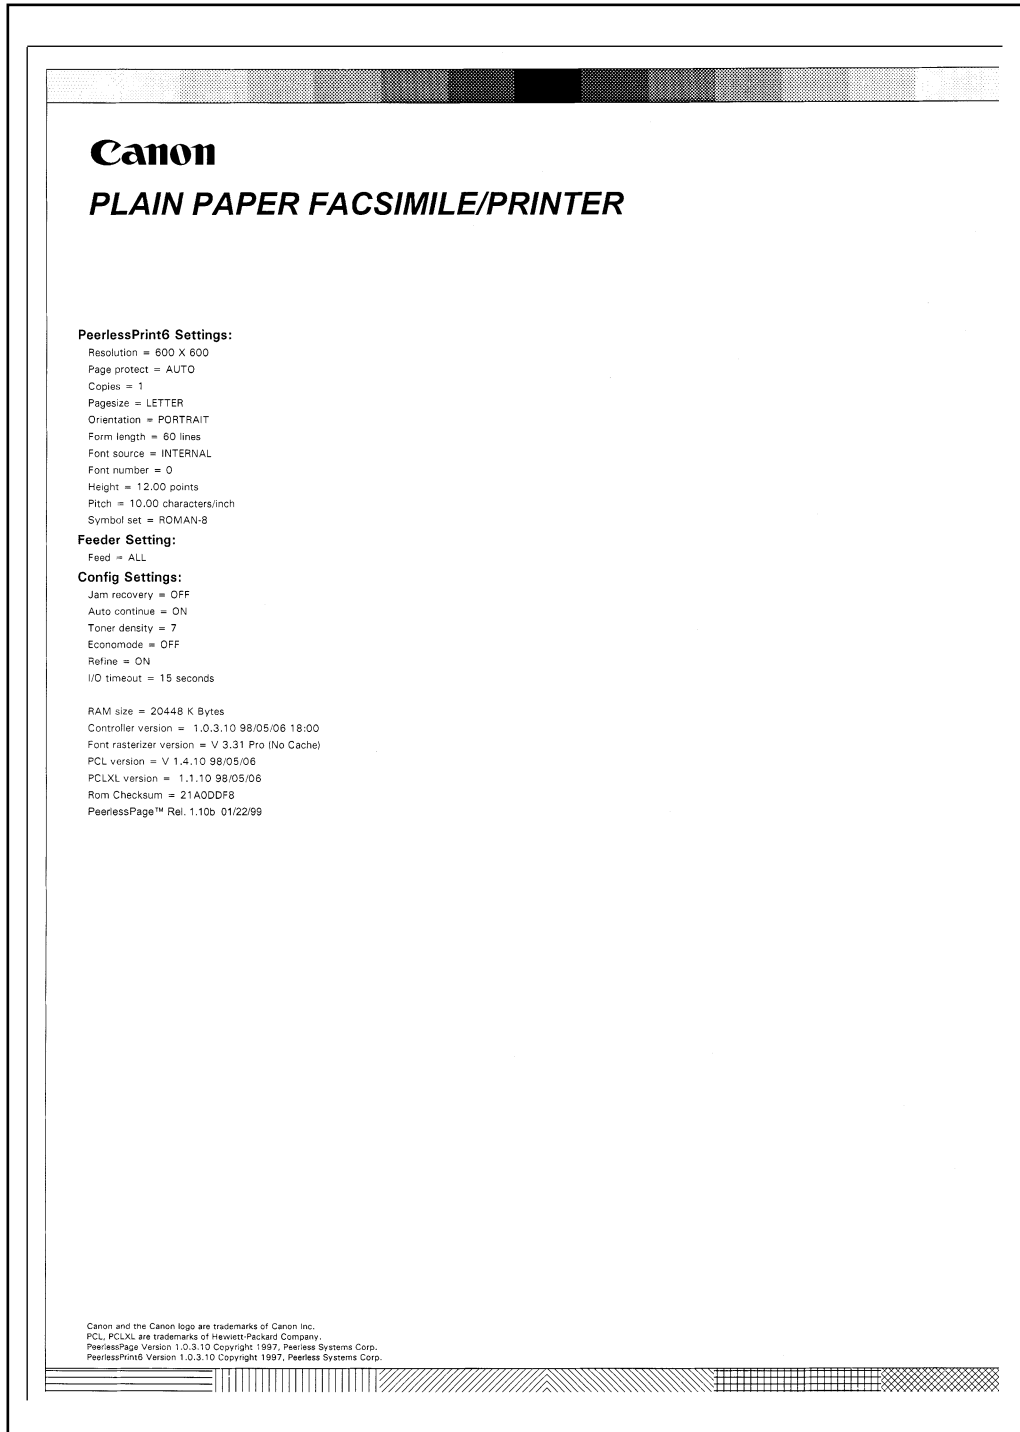 Canon
PLAIN PAPER FACSIMILE/PRINTER
PeerlessPrint6 Settings:
Resolution = 600 X 600
Page protect = AUTO
Copies = 1
Pagesize = LETTER
Orientation = PORTRAIT
Form length = 60 lines
Font source = INTERNAL
Font number = 0
Height = 12.00 points
Pitch = 10.00 characters/inch
Symbol set = ROMAN-8
Feeder Setting:
Feed = ALL
Config Settings:
Jam recovery = OFF
Auto continue = ON
Toner density = 7
Economode = OFF
Refine = ON
I/O timeout = 15 seconds
RAM size = 20448 K Bytes
Controller version = 1.0.3.10 98/05/06 18:00
Font rasterizer version = V 3.31 Pro (No Cache)
PCL version = V 1.4.10 98/05/06
PCLXL version = 1.1.10 98/05/06
Rom Checksum = 21A0DDF8
PeerlessPage™ Rel. 1.10b 01/22/99
Canon and the Canon logo are trademarks of Canon Inc.
PCL, PCLXL are trademarks of Hewlett-Packard Company.
PeerlessPage Version 1.0.3.10 Copyright 1997, Peerless Systems Corp.
PeerlessPrint6 Version 1.0.3.10 Copyright 1997, Peerless Systems Corp.